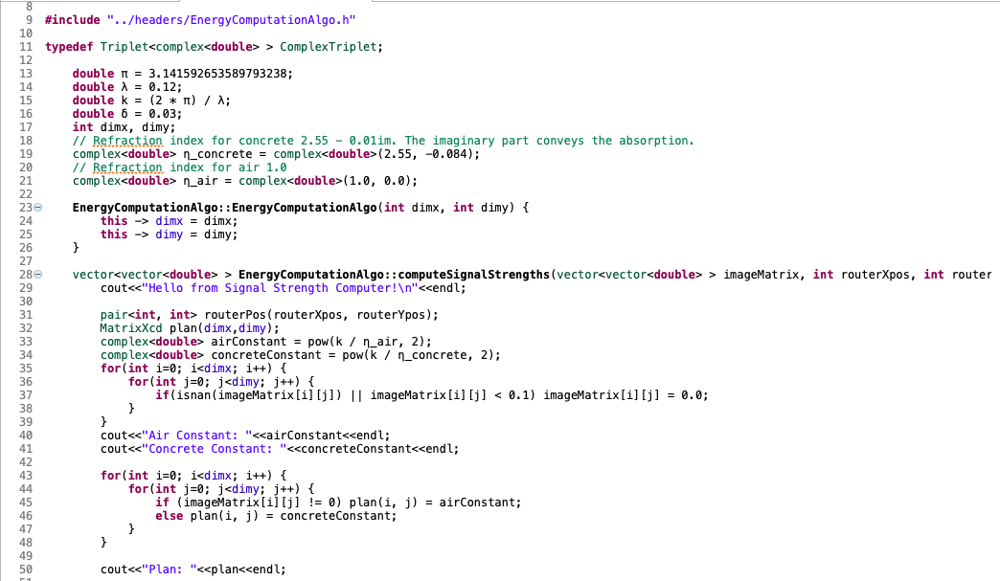 8
9 #include "../headers/EnergyComputationAlgo.h"
10
11 typedef Triplet<complex<double> > ComplexTriplet;
12
13 double π = 3.141592653589793238;
14 double λ = 0.12;
15 double k = (2 * π) / λ;
16 double δ = 0.03;
17 int dimx, dimy;
18 // Refraction index for concrete 2.55 - 0.01im. The imaginary part conveys the absorption.
19 complex<double> η_concrete = complex<double>(2.55, -0.084);
20 // Refraction index for air 1.0
21 complex<double> η_air = complex<double>(1.0, 0.0);
22
23 EnergyComputationAlgo::EnergyComputationAlgo(int dimx, int dimy) {
24 this -> dimx = dimx;
25 this -> dimy = dimy;
26 }
27
28 vector<vector<double> > EnergyComputationAlgo::computeSignalStrengths(vector<vector<double> > imageMatrix, int routerXpos, int router
29 cout<<"Hello from Signal Strength Computer!\n"<<endl;
30
31 pair<int, int> routerPos(routerXpos, routerYpos);
32 MatrixXcd plan(dimx,dimy);
33 complex<double> airConstant = pow(k / η_air, 2);
34 complex<double> concreteConstant = pow(k / η_concrete, 2);
35 for(int i=0; i<dimx; i++) {
36 for(int j=0; j<dimy; j++) {
37 if(isnan(imageMatrix[i][j]) || imageMatrix[i][j] < 0.1) imageMatrix[i][j] = 0.0;
38 }
39 }
40 cout<<"Air Constant: "<<airConstant<<endl;
41 cout<<"Concrete Constant: "<<concreteConstant<<endl;
42
43 for(int i=0; i<dimx; i++) {
44 for(int j=0; j<dimy; j++) {
45 if (imageMatrix[i][j] != 0) plan(i, j) = airConstant;
46 else plan(i, j) = concreteConstant;
47 }
48 }
49
50 cout<<"Plan: "<<plan<<endl;